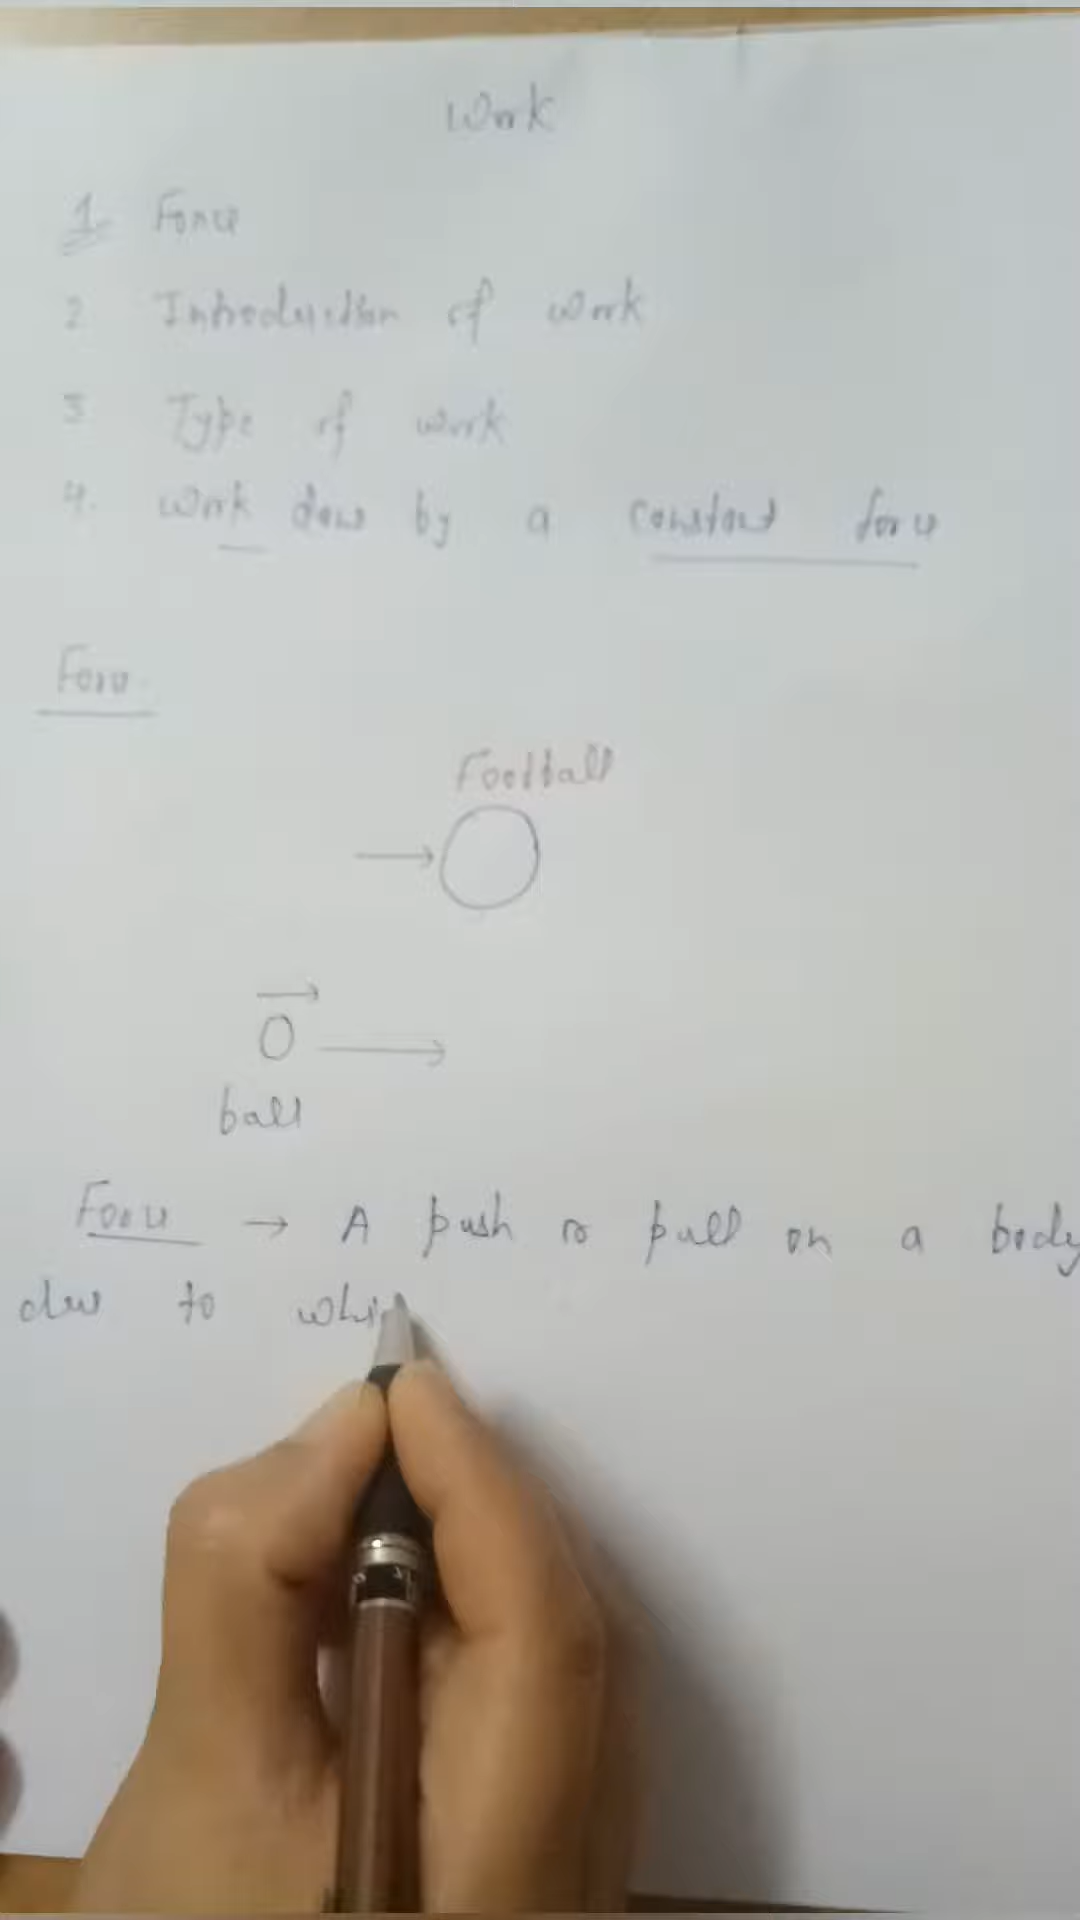 Work
1. Force
2. Introduction of work
3. Type of work
4. work done by a constant force
Force
Football
ball
Force → A push or pull on a body
due to whi